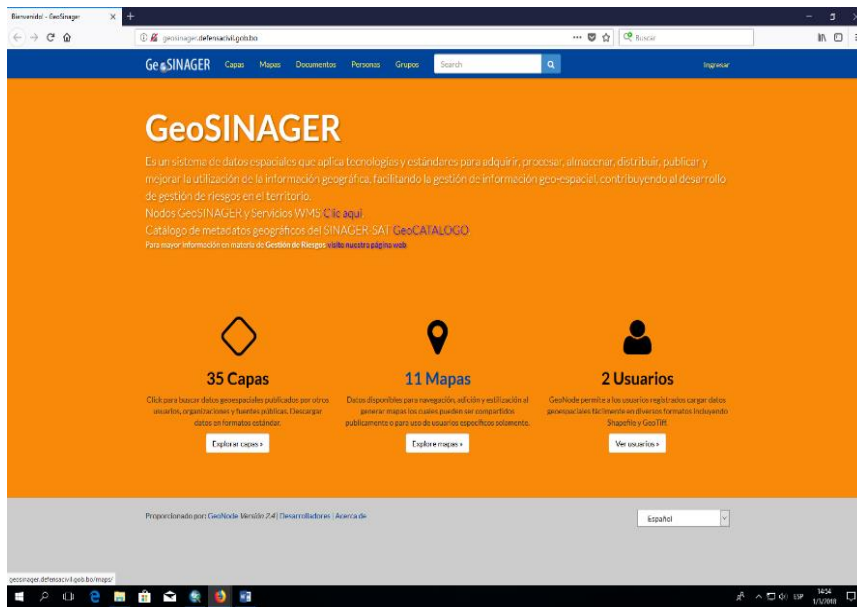 Bienvenido! - GeoSinager
geosinager.defensacivil.gob.bo
Buscar
GeoSINAGER Capas Mapas Documentos Personas Grupos Search Ingresar
GeoSINAGER
Es un sistema de datos espaciales que aplica tecnologías y estándares para adquirir, procesar, almacenar, distribuir, publicar y
mejorar la utilización de la información geográfica, facilitando la gestión de información geo-espacial, contribuyendo al desarrollo
de gestión de riesgos en el territorio.
Nodos GeoSINAGER y Servicios WMS Clic aquí
Catálogo de metadatos geográficos del SINAGER-SAT GeoCATALOGO
Para mayor información en materia de Gestión de Riesgos visite nuestra página web
35 Capas
Click para buscar datos geoespaciales publicados por otros
usuarios, organizaciones y fuentes públicas. Descargar
datos en formatos estándar.
Explorar capas »
11 Mapas
Datos disponibles para navegación, adición y estilización al
generar mapas los cuales pueden ser compartidos
publicamente o para uso de usuarios específicos solamente.
Explore mapas »
2 Usuarios
GeoNode permite a los usuarios registrados cargar datos
geoespaciales fácilmente en diversos formatos incluyendo
Shapefile y GeoTiff.
Ver usuarios »
Proporcionado por: GeoNode Versión 2.4 | Desarrolladores | Acerca de
Español
geosinager.defensacivil.gob.bo/maps/
ESP
14:54